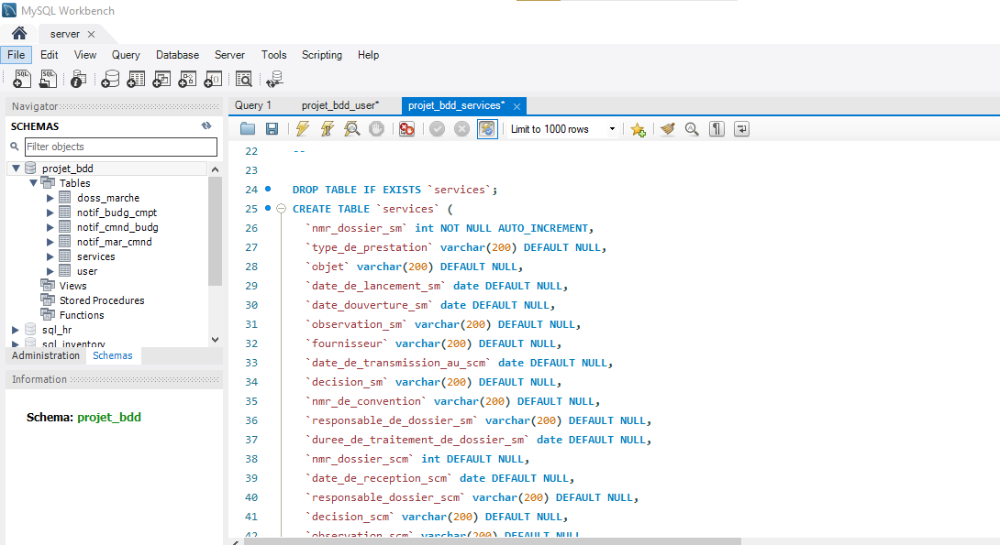 MySQL Workbench
server
File Edit View Query Database Server Tools Scripting Help
Navigator
SCHEMAS
Filter objects
projet_bdd
Tables
doss_marche
notif_budg_cmpt
notif_cmnd_budg
notif_mar_cmnd
services
user
Views
Stored Procedures
Functions
sql_hr
sql_inventory
Administration Schemas
Information
Schema: projet_bdd
Query 1 projet_bdd_user* projet_bdd_services*
Limit to 1000 rows
22 --
23
24 DROP TABLE IF EXISTS `services`;
25 CREATE TABLE `services` (
26 `nmr_dossier_sm` int NOT NULL AUTO_INCREMENT,
27 `type_de_prestation` varchar(200) DEFAULT NULL,
28 `objet` varchar(200) DEFAULT NULL,
29 `date_de_lancement_sm` date DEFAULT NULL,
30 `date_douverture_sm` date DEFAULT NULL,
31 `observation_sm` varchar(200) DEFAULT NULL,
32 `fournisseur` varchar(200) DEFAULT NULL,
33 `date_de_transmission_au_scm` date DEFAULT NULL,
34 `decision_sm` varchar(200) DEFAULT NULL,
35 `nmr_de_convention` varchar(200) DEFAULT NULL,
36 `responsable_de_dossier_sm` varchar(200) DEFAULT NULL,
37 `duree_de_traitement_de_dossier_sm` date DEFAULT NULL,
38 `nmr_dossier_scm` int DEFAULT NULL,
39 `date_de_reception_scm` date DEFAULT NULL,
40 `responsable_dossier_scm` varchar(200) DEFAULT NULL,
41 `decision_scm` varchar(200) DEFAULT NULL,
42 `observation_scm` varchar(200) DEFAULT NULL